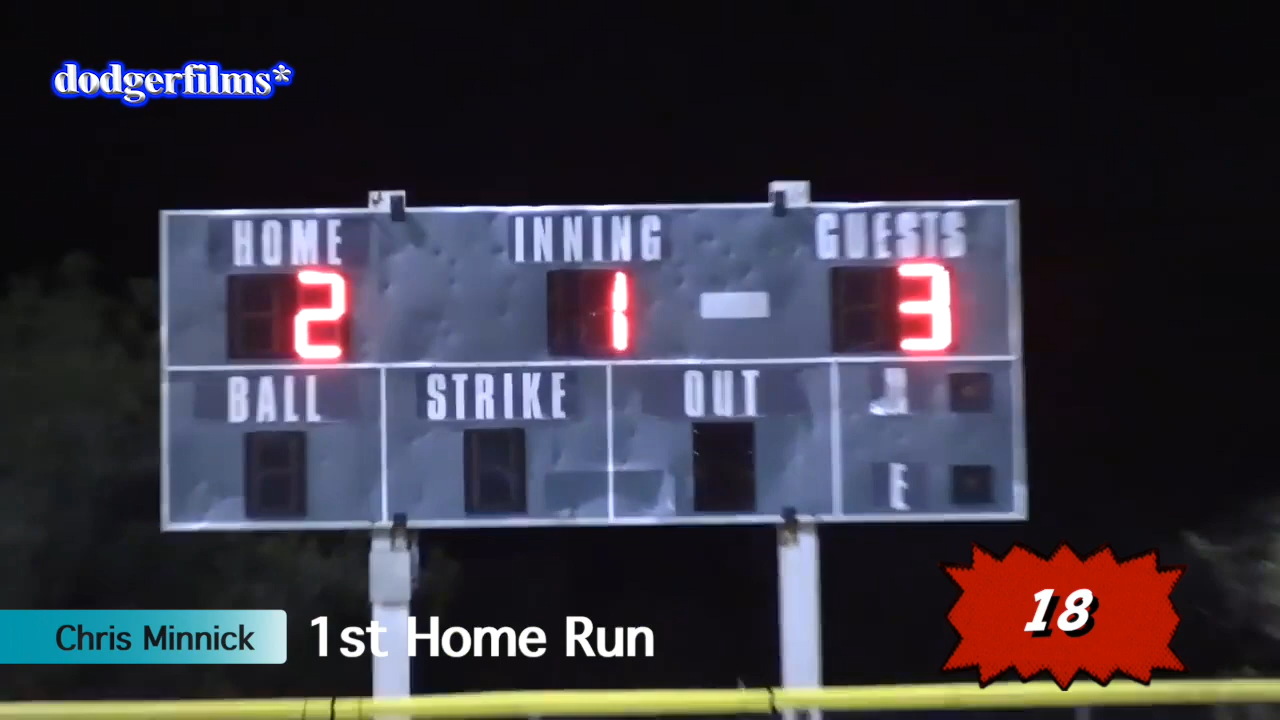 dodgerfilms*
HOME INNING GUESTS
2 1 3
BALL STRIKE OUT
E
Chris Minnick 1st Home Run
18